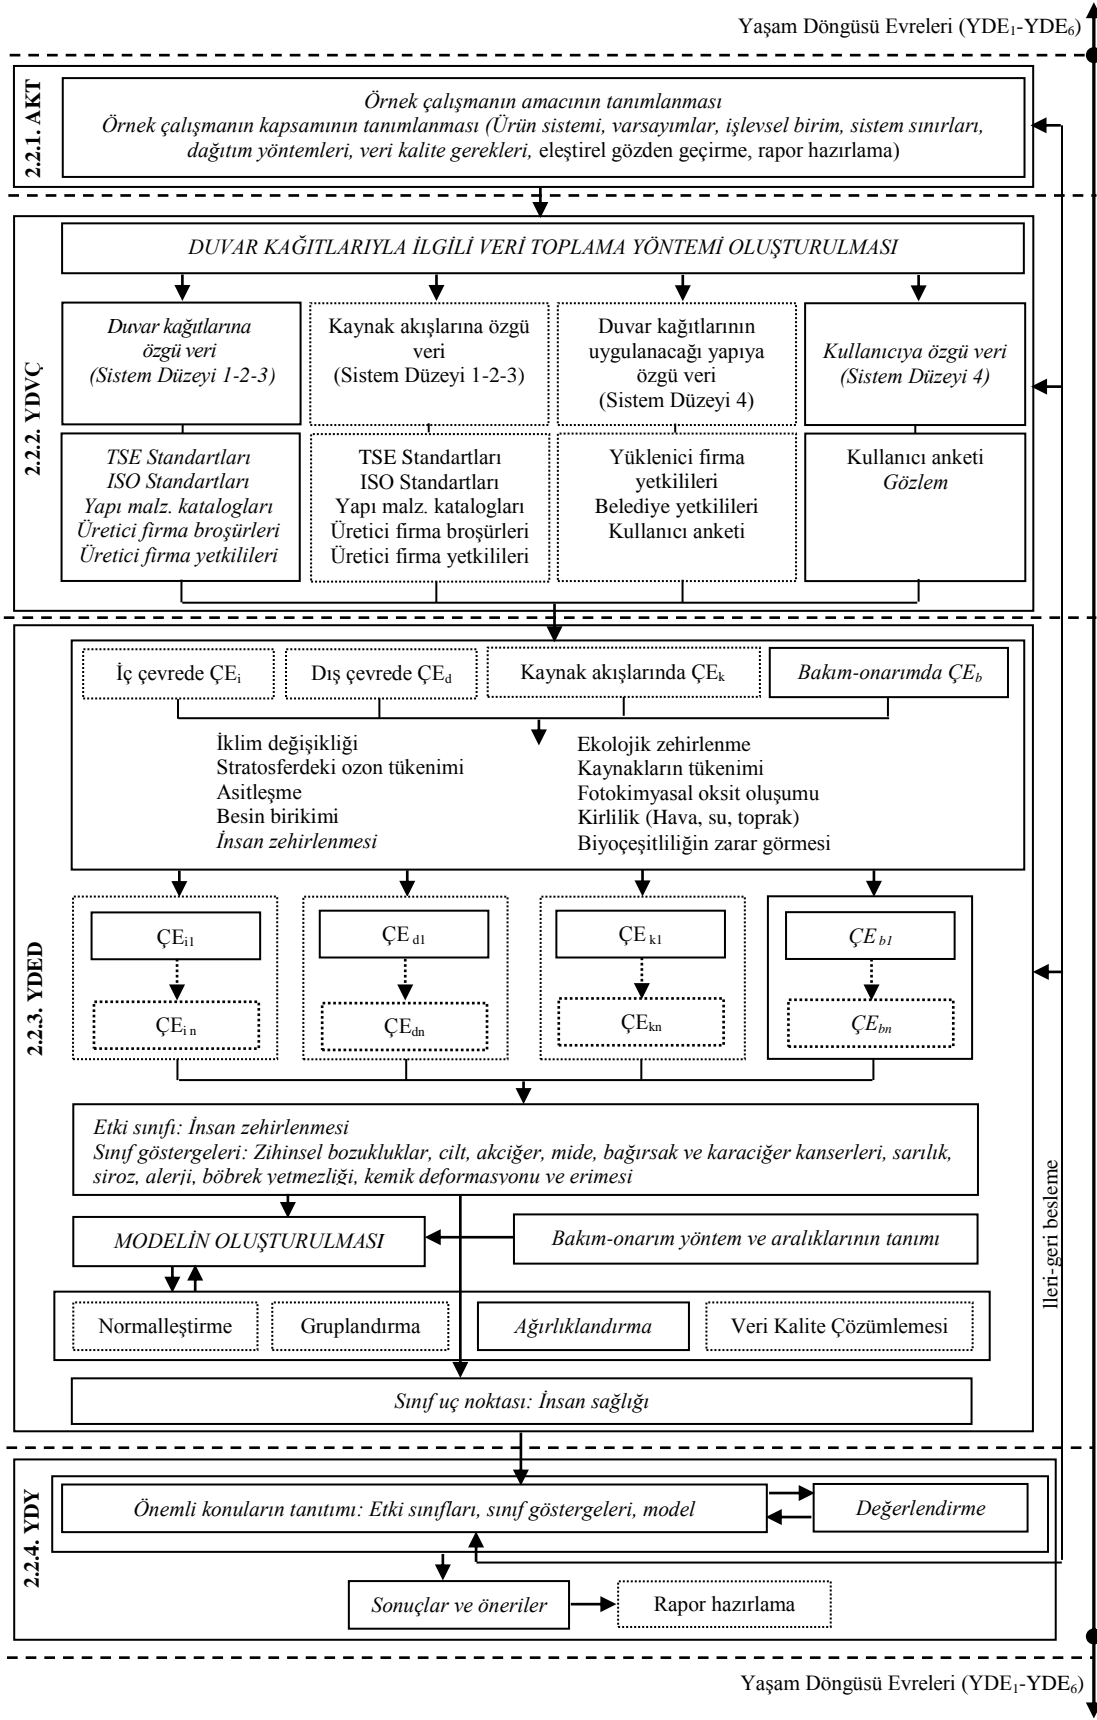 Yaşam Döngüsü Evreleri (YDE₁-YDE₆)
2.2.1. AKT
Örnek çalışmanın amacının tanımlanması
Örnek çalışmanın kapsamının tanımlanması (Ürün sistemi, varsayımlar, işlevsel birim, sistem sınırları,
dağıtım yöntemleri, veri kalite gerekleri, eleştirel gözden geçirme, rapor hazırlama)
2.2.2. YDVÇ
DUVAR KAĞITLARIYLA İLGİLİ VERİ TOPLAMA YÖNTEMİ OLUŞTURULMASI
Duvar kağıtlarına
özgü veri
(Sistem Düzeyi 1-2-3)
Kaynak akışlarına özgü
veri
(Sistem Düzeyi 1-2-3)
Duvar kağıtlarının
uygulanacağı yapıya
özgü veri
(Sistem Düzeyi 4)
Kullanıcıya özgü veri
(Sistem Düzeyi 4)
TSE Standartları
ISO Standartları
Yapı malz. katalogları
Üretici firma broşürleri
Üretici firma yetkilileri
TSE Standartları
ISO Standartları
Yapı malz. katalogları
Üretici firma broşürleri
Üretici firma yetkilileri
Yüklenici firma
yetkilileri
Belediye yetkilileri
Kullanıcı anketi
Kullanıcı anketi
Gözlem
2.2.3. YDED
İç çevrede ÇEi
Dış çevrede ÇEd
Kaynak akışlarında ÇEk
Bakım-onarımda ÇEb
İklim değişikliği
Stratosferdeki ozon tükenimi
Asitleşme
Besin birikimi
İnsan zehirlenmesi
Ekolojik zehirlenme
Kaynakların tükenimi
Fotokimyasal oksit oluşumu
Kirlilik (Hava, su, toprak)
Biyoçeşitliliğin zarar görmesi
ÇEi1
ÇE d1
ÇE k1
ÇE b1
ÇEi n
ÇEdn
ÇEkn
ÇEbn
Etki sınıfı: İnsan zehirlenmesi
Sınıf göstergeleri: Zihinsel bozukluklar, cilt, akciğer, mide, bağırsak ve karaciğer kanserleri, sarılık,
siroz, alerji, böbrek yetmezliği, kemik deformasyonu ve erimesi
MODELİN OLUŞTURULMASI
Bakım-onarım yöntem ve aralıklarının tanımı
Normalleştirme
Gruplandırma
Ağırlıklandırma
Veri Kalite Çözümlemesi
Sınıf uç noktası: İnsan sağlığı
İleri-geri besleme
2.2.4. YDY
Önemli konuların tanıtımı: Etki sınıfları, sınıf göstergeleri, model
Değerlendirme
Sonuçlar ve öneriler
Rapor hazırlama
Yaşam Döngüsü Evreleri (YDE₁-YDE₆)